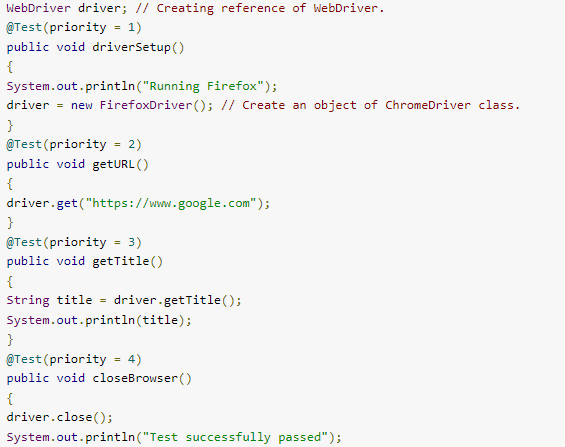 WebDriver driver; // Creating reference of WebDriver.
@Test(priority = 1)
public void driverSetup()
{
System.out.println("Running Firefox");
driver = new FirefoxDriver(); // Create an object of ChromeDriver class.
}
@Test(priority = 2)
public void getURL()
{
driver.get("https://www.google.com");
}
@Test(priority = 3)
public void getTitle()
{
String title = driver.getTitle();
System.out.println(title);
}
@Test(priority = 4)
public void closeBrowser()
{
driver.close();
System.out.println("Test successfully passed");